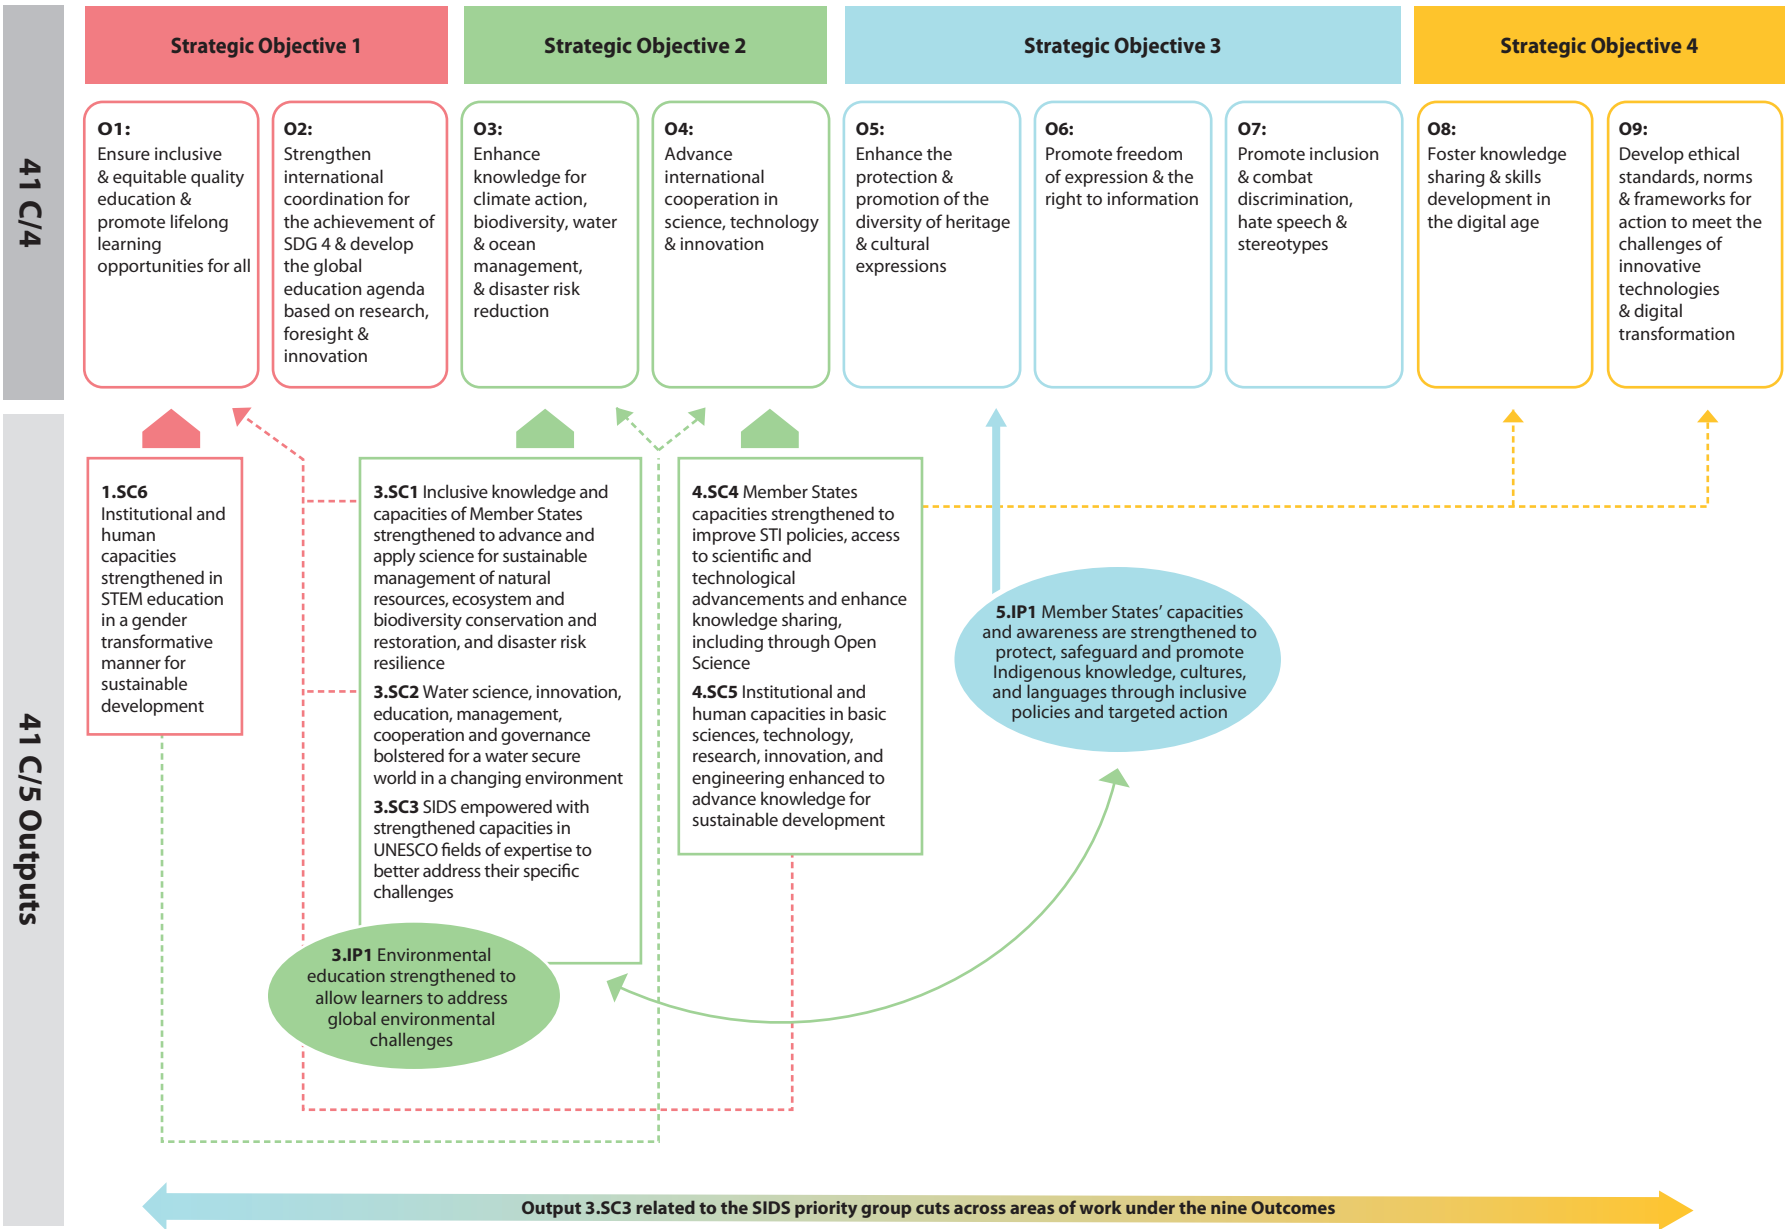 41 C/4
Strategic Objective 1
Strategic Objective 2
Strategic Objective 3
Strategic Objective 4
O1:
Ensure inclusive
& equitable quality
education &
promote lifelong
learning
opportunities for all
O2:
Strengthen
international
coordination for
the achievement of
SDG 4 & develop
the global
education agenda
based on research,
foresight &
innovation
O3:
Enhance
knowledge for
climate action,
biodiversity, water
& ocean
management,
& disaster risk
reduction
O4:
Advance
international
cooperation in
science, technology
& innovation
O5:
Enhance the
protection &
promotion of the
diversity of heritage
& cultural
expressions
O6:
Promote freedom
of expression & the
right to information
O7:
Promote inclusion
& combat
discrimination,
hate speech &
stereotypes
O8:
Foster knowledge
sharing & skills
development in
the digital age
O9:
Develop ethical
standards, norms
& frameworks for
action to meet the
challenges of
innovative
technologies
& digital
transformation
41 C/5 Outputs
1.SC6
Institutional and
human
capacities
strengthened in
STEM education
in a gender
transformative
manner for
sustainable
development
3.SC1 Inclusive knowledge and
capacities of Member States
strengthened to advance and
apply science for sustainable
management of natural
resources, ecosystem and
biodiversity conservation and
restoration, and disaster risk
resilience
3.SC2 Water science, innovation,
education, management,
cooperation and governance
bolstered for a water secure
world in a changing environment
3.SC3 SIDS empowered with
strengthened capacities in
UNESCO fields of expertise to
better address their specific
challenges
3.IP1 Environmental
education strengthened to
allow learners to address
global environmental
challenges
4.SC4 Member States
capacities strengthened to
improve STI policies, access
to scientific and
technological
advancements and enhance
knowledge sharing,
including through Open
Science
4.SC5 Institutional and
human capacities in basic
sciences, technology,
research, innovation, and
engineering enhanced to
advance knowledge for
sustainable development
5.IP1 Member States’ capacities
and awareness are strengthened to
protect, safeguard and promote
Indigenous knowledge, cultures,
and languages through inclusive
policies and targeted action
Output 3.SC3 related to the SIDS priority group cuts across areas of work under the nine Outcomes